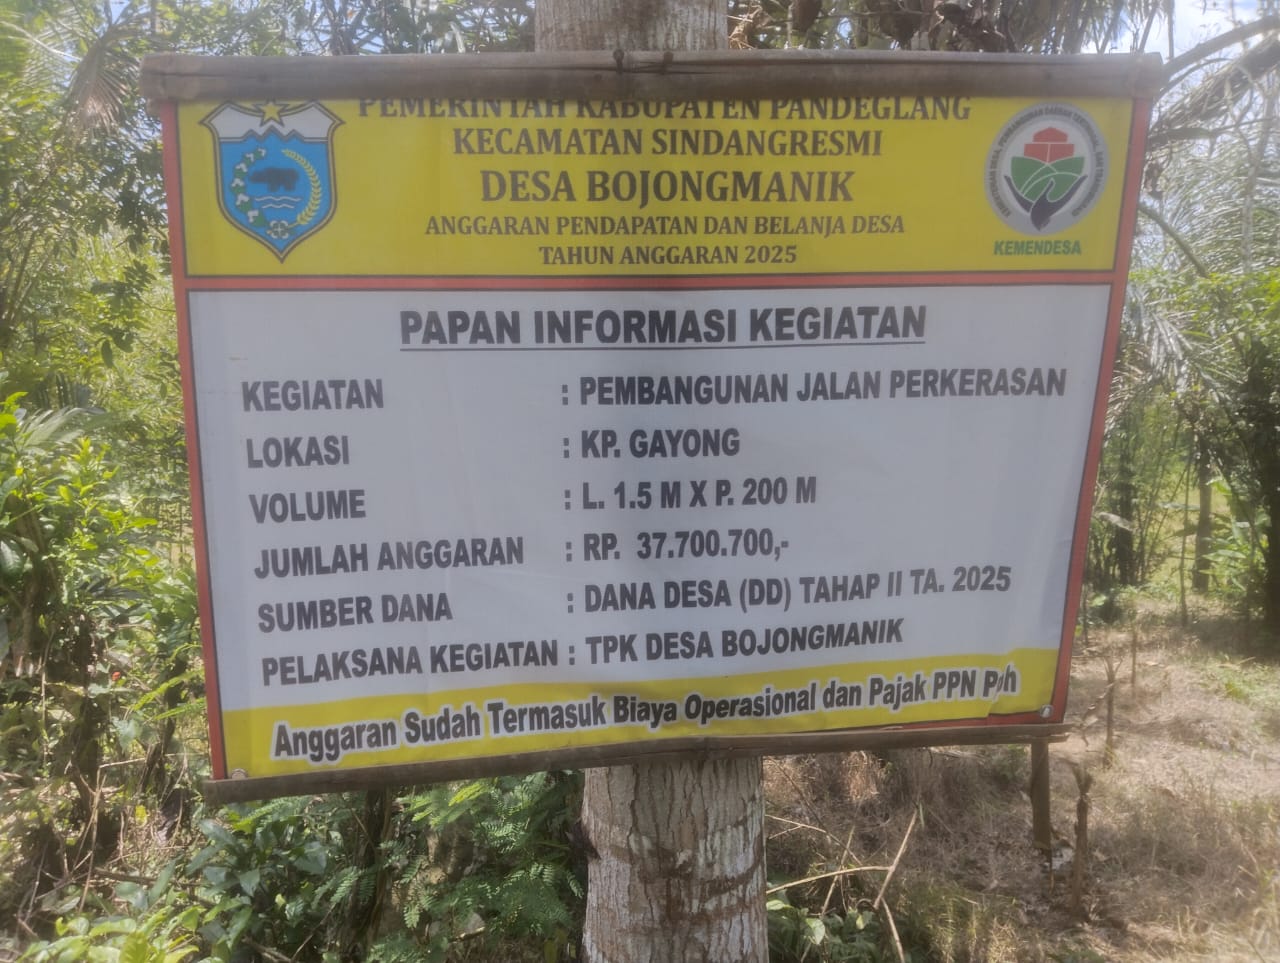 PEMERINTAH KABUPATEN PANDEGLANG
KECAMATAN SINDANGRESMI
DESA BOJONGMANIK
ANGGARAN PENDAPATAN DAN BELANJA DESA
TAHUN ANGGARAN 2025
KEMENDESA
PAPAN INFORMASI KEGIATAN
KEGIATAN : PEMBANGUNAN JALAN PERKERASAN
LOKASI : KP. GAYONG
VOLUME : L. 1.5 M X P. 200 M
JUMLAH ANGGARAN : RP. 37.700.700,-
SUMBER DANA : DANA DESA (DD) TAHAP II TA. 2025
PELAKSANA KEGIATAN : TPK DESA BOJONGMANIK
Anggaran Sudah Termasuk Biaya Operasional dan Pajak PPN